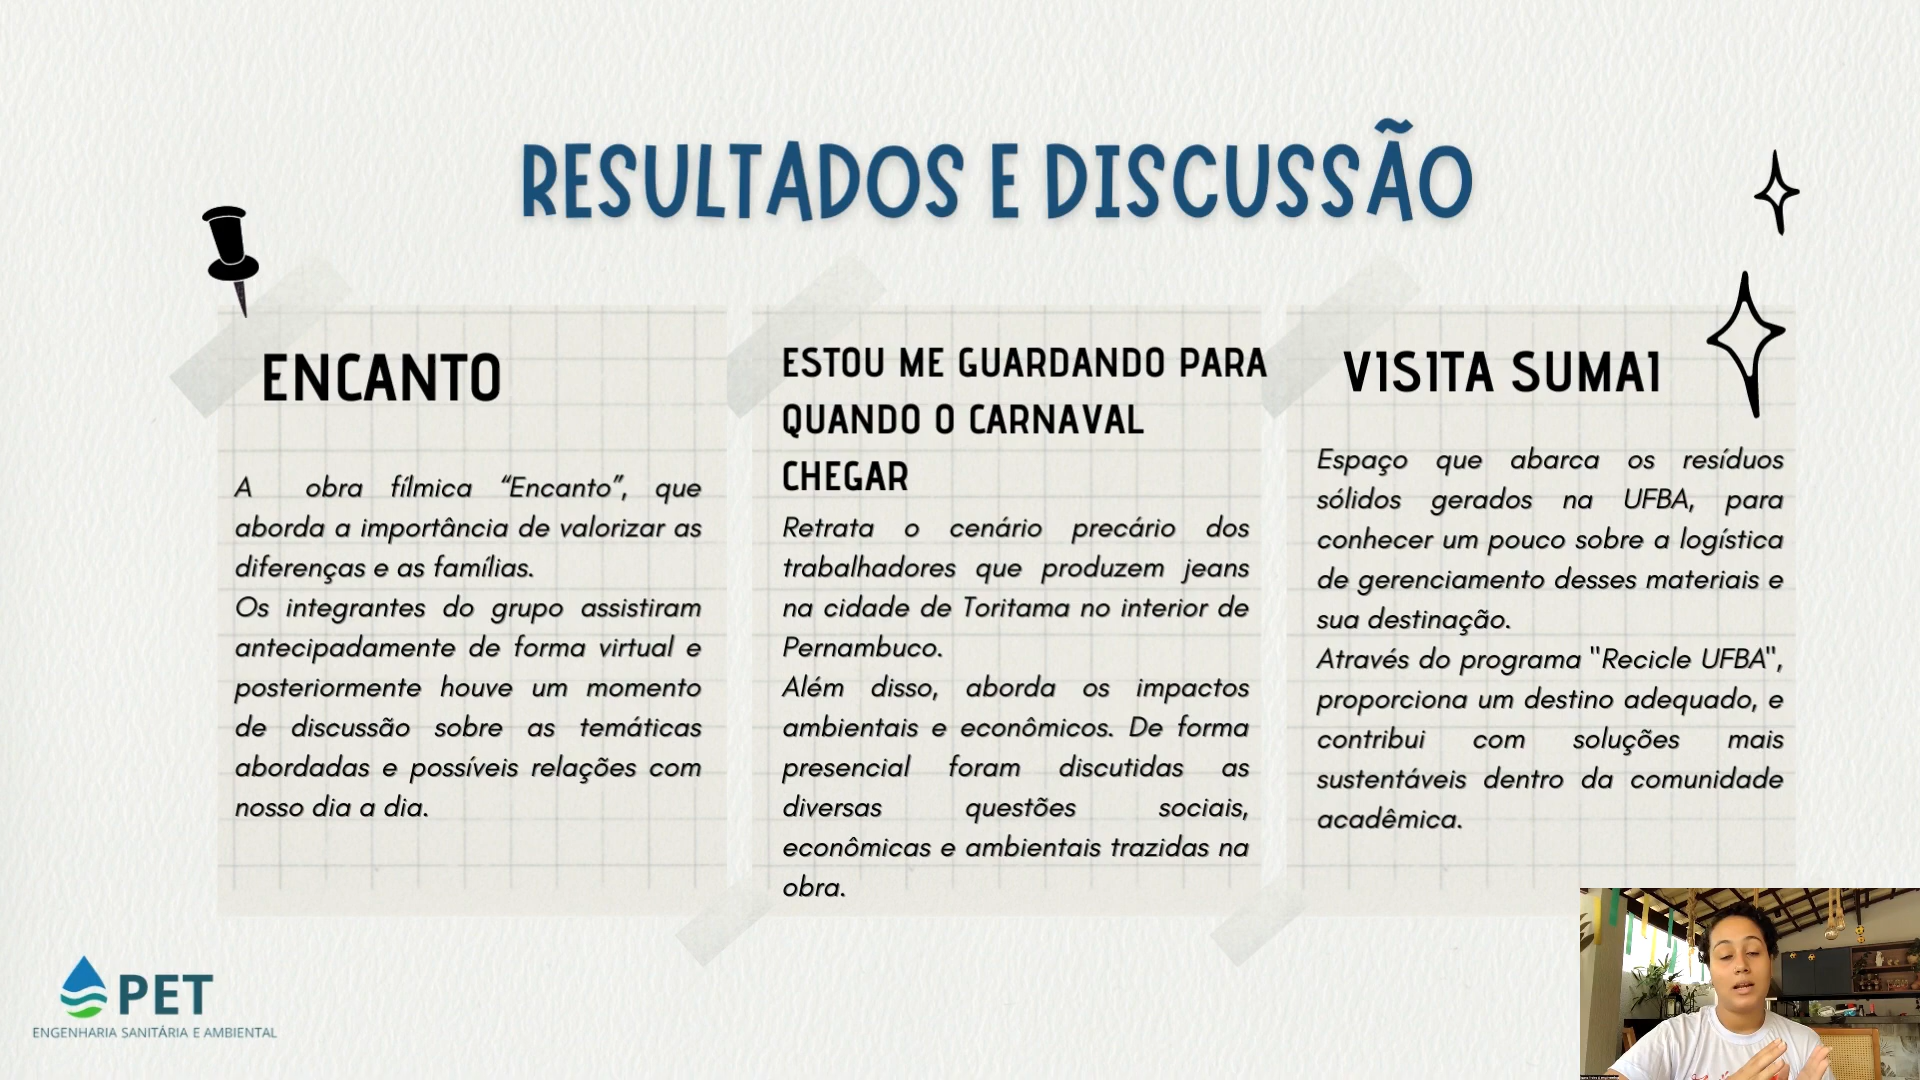 RESULTADOS E DISCUSSÃO
ENCANTO
A obra fílmica “Encanto”, que
aborda a importância de valorizar as
diferenças e as famílias.
Os integrantes do grupo assistiram
antecipadamente de forma virtual e
posteriormente houve um momento
de discussão sobre as temáticas
abordadas e possíveis relações com
nosso dia a dia.
ESTOU ME GUARDANDO PARA
QUANDO O CARNAVAL
CHEGAR
Retrata o cenário precário dos
trabalhadores que produzem jeans
na cidade de Toritama no interior de
Pernambuco.
Além disso, aborda os impactos
ambientais e econômicos. De forma
presencial foram discutidas as
diversas questões sociais,
econômicas e ambientais trazidas na
obra.
VISITA SUMAI
Espaço que abarca os resíduos
sólidos gerados na UFBA, para
conhecer um pouco sobre a logística
de gerenciamento desses materiais e
sua destinação.
Através do programa "Recicle UFBA",
proporciona um destino adequado, e
contribui com soluções mais
sustentáveis dentro da comunidade
acadêmica.
PET
ENGENHARIA SANITÁRIA E AMBIENTAL